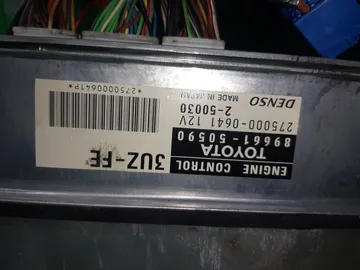 ENGINE CONTROL
TOYOTA
89661-50590
275000-0641 12V
2-50030
DENSO MADE IN JAPAN
3UZ-FE
*2750000641P*